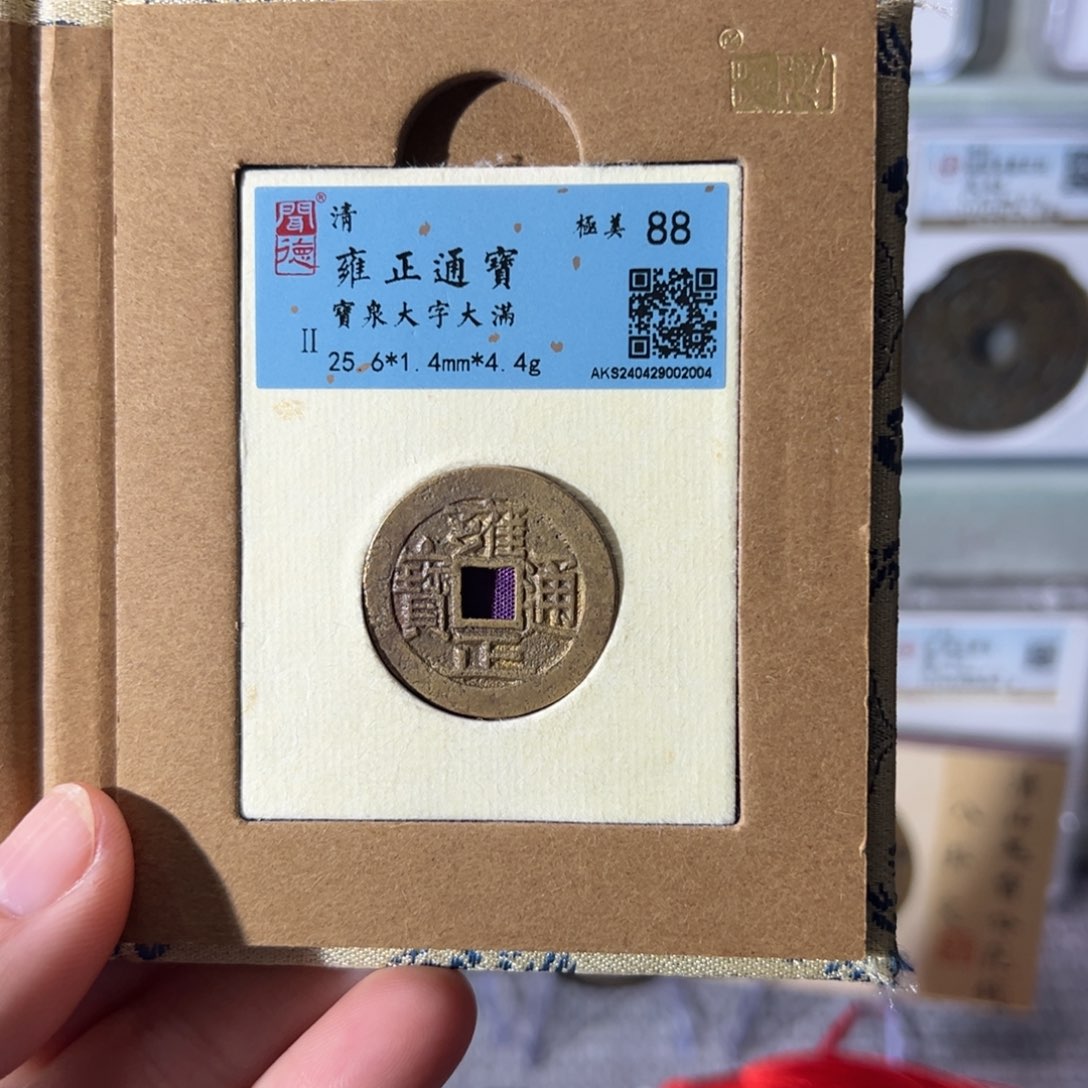 聞德®
清
極美 88
雍正通寶
寶泉大字大滿
II
25.6*1.4mm*4.4g
AKS240429002004
雍正通寶